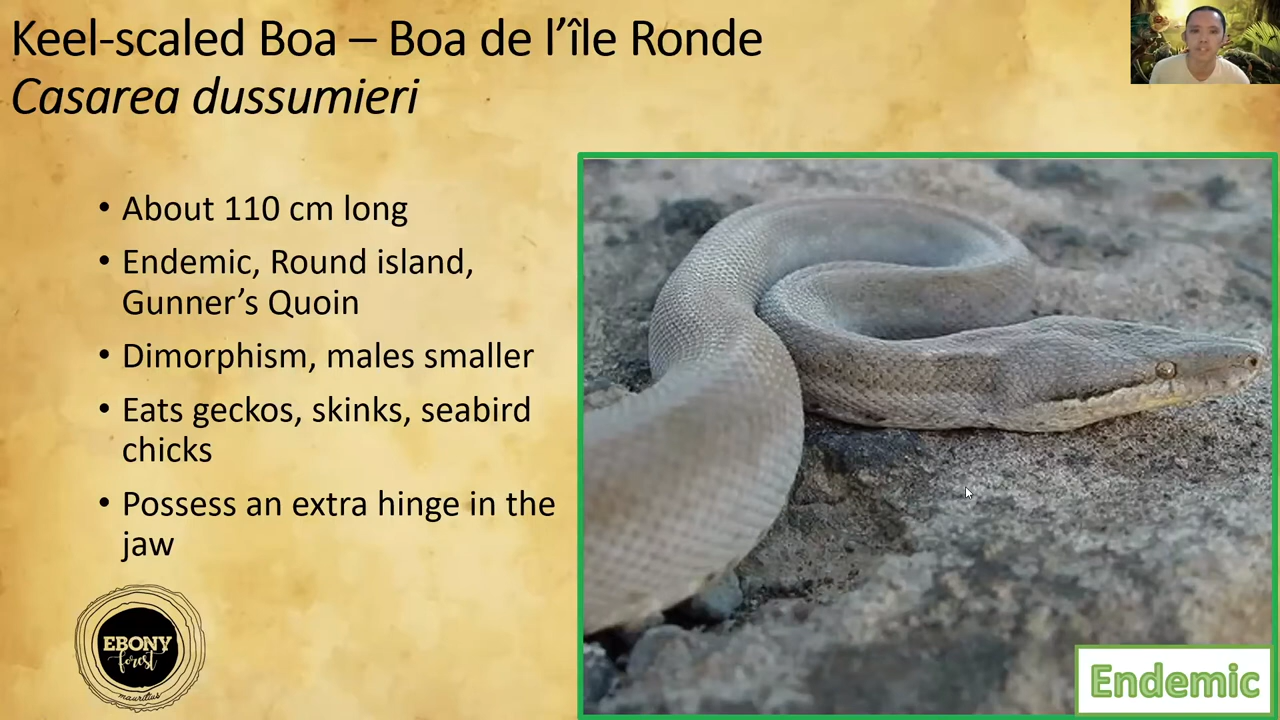 Keel-scaled Boa – Boa de l’île Ronde
Casarea dussumieri
• About 110 cm long
• Endemic, Round island,
Gunner’s Quoin
• Dimorphism, males smaller
• Eats geckos, skinks, seabird
chicks
• Possess an extra hinge in the
jaw
EBONY
forest
mauritius
Endemic